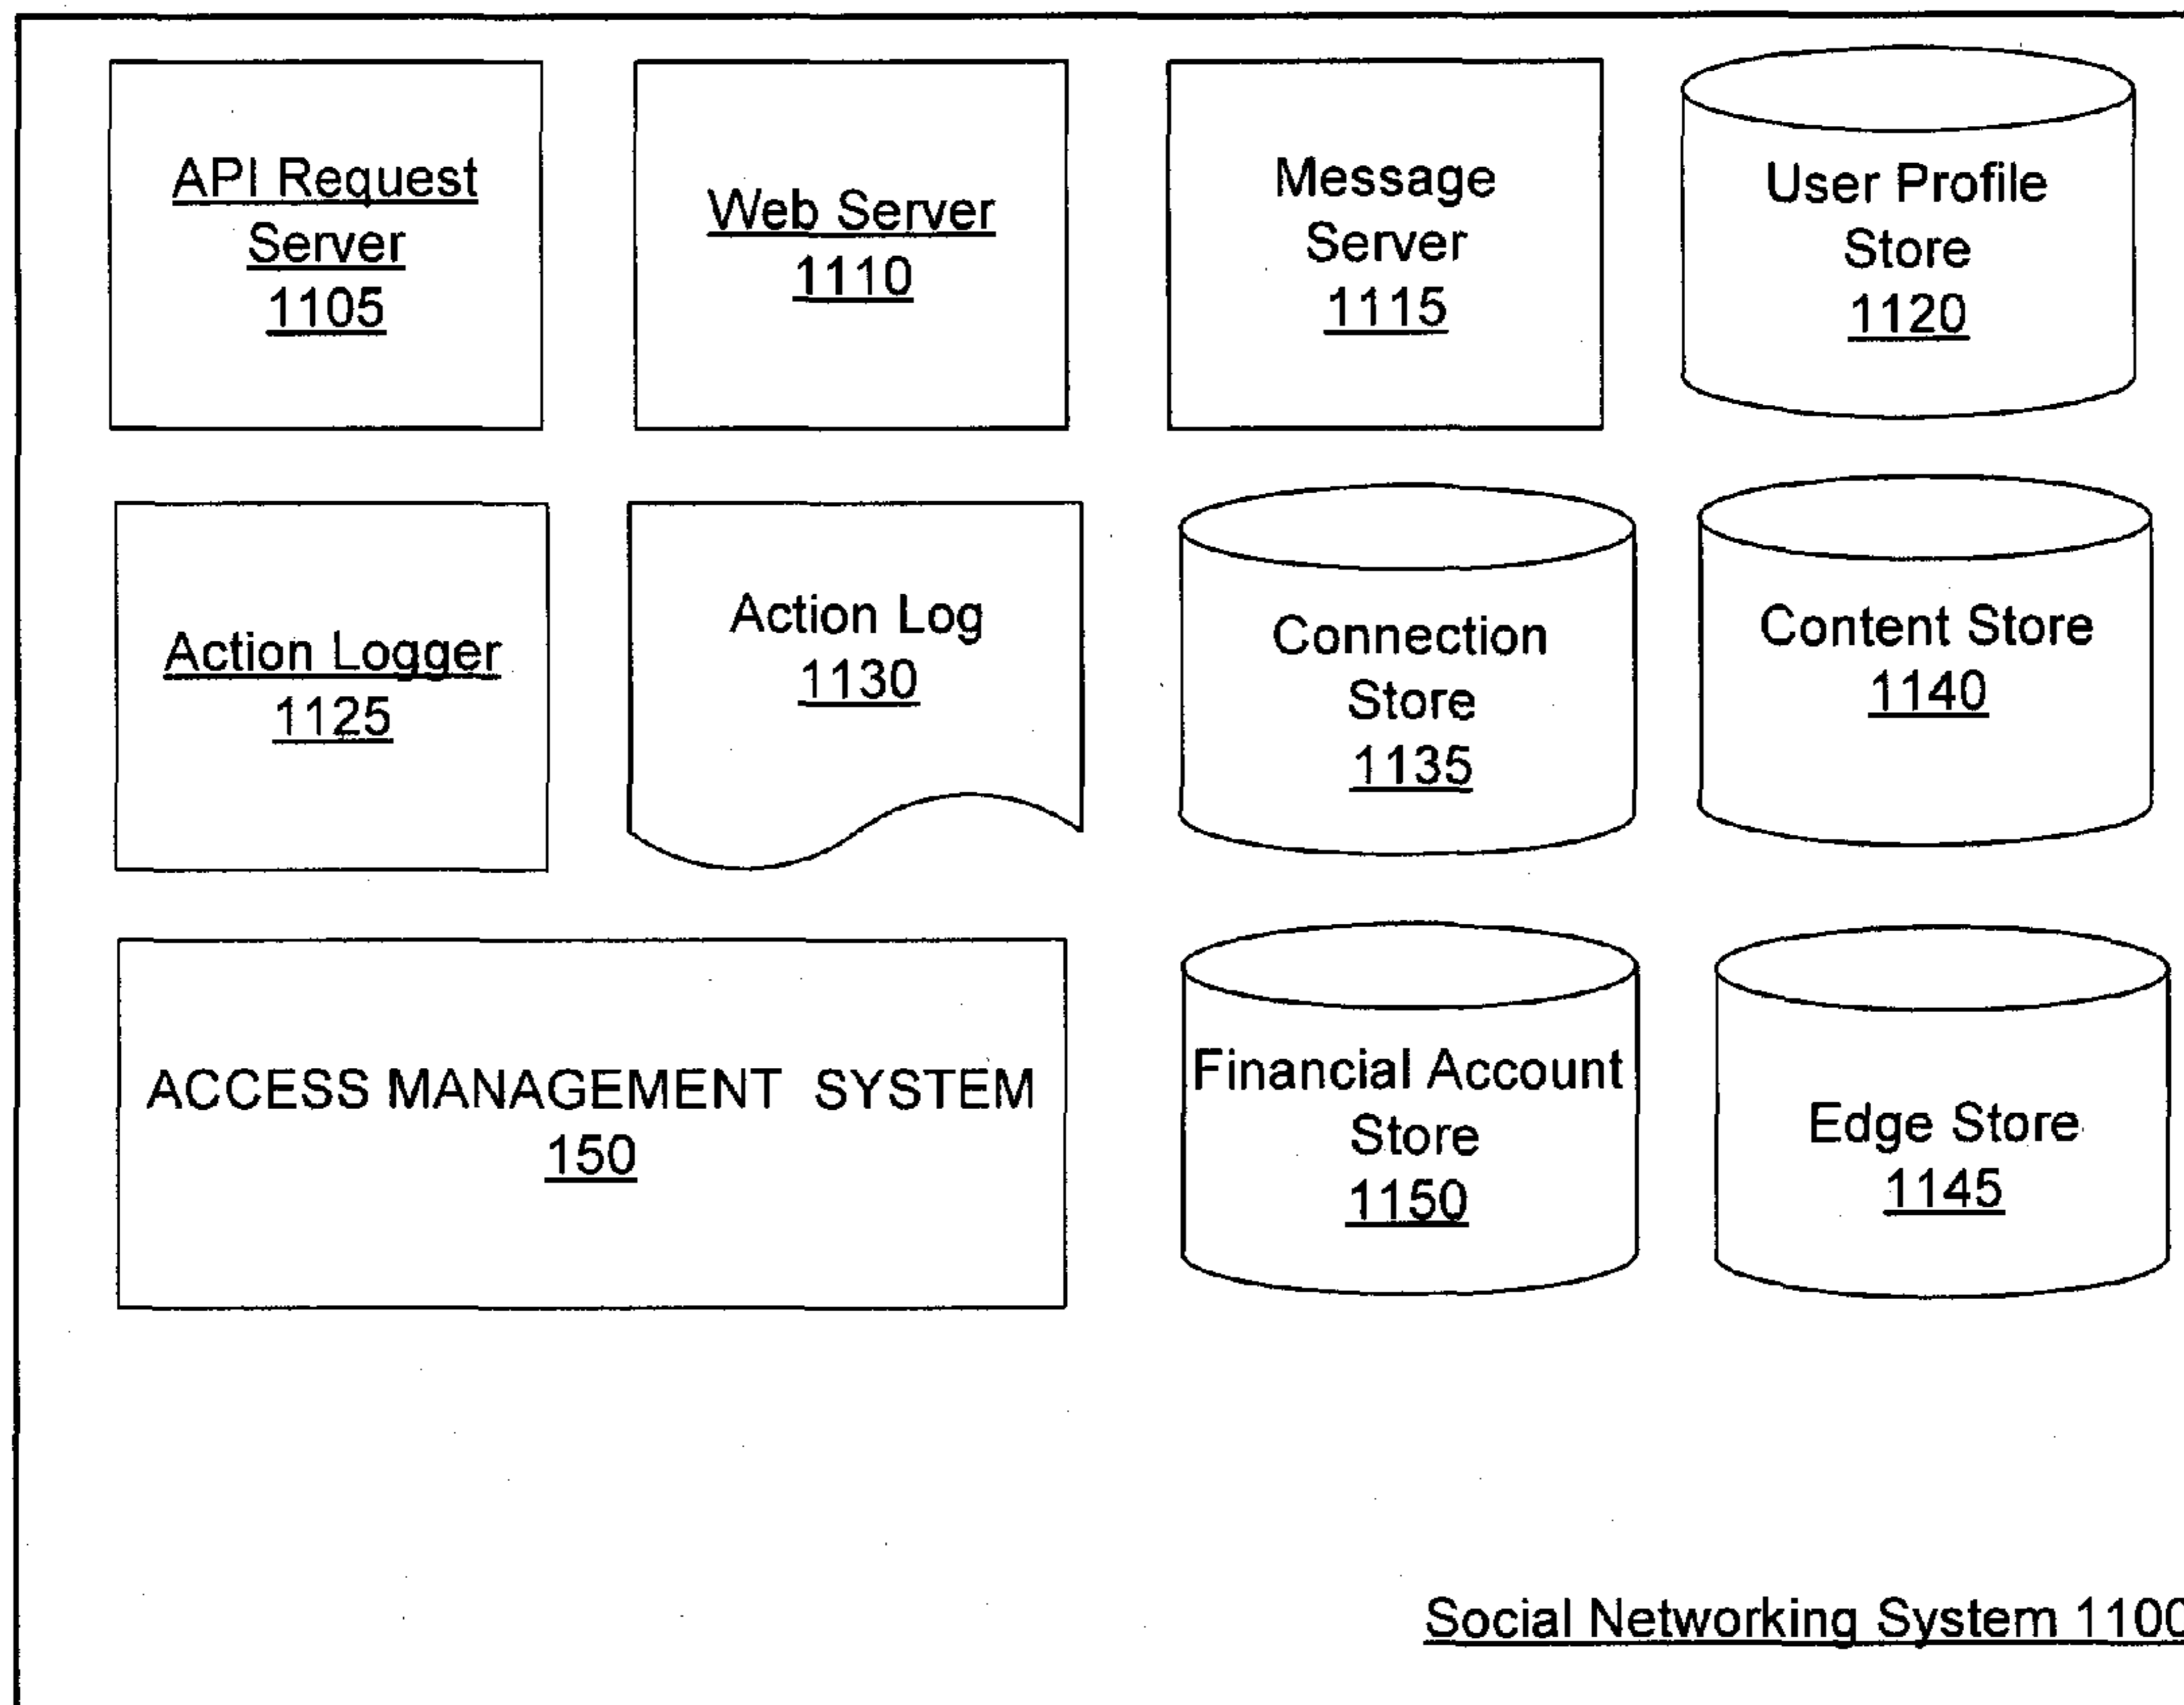 API Request
Server
1105
Web Server
1110
Message
Server
1115
User Profile
Store
1120
Action Logger
1125
Action Log
1130
Connection
Store
1135
Content Store
1140
ACCESS MANAGEMENT SYSTEM
150
Financial Account
Store
1150
Edge Store
1145
Social Networking System 1100